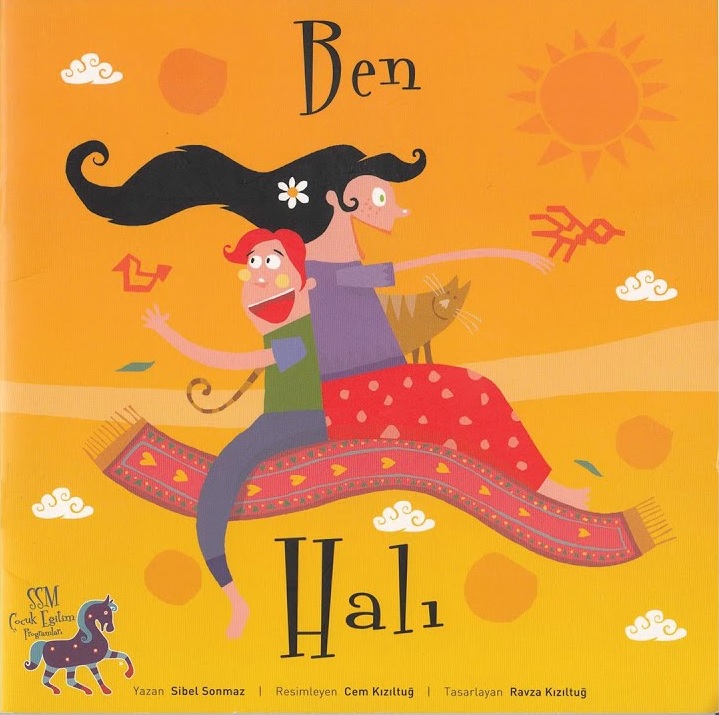 Ben
Halı
SSM
Çocuk Eğitim
Programları
Yazan Sibel Sonmaz | Resimleyen Cem Kızıltuğ | Tasarlayan Ravza Kızıltuğ